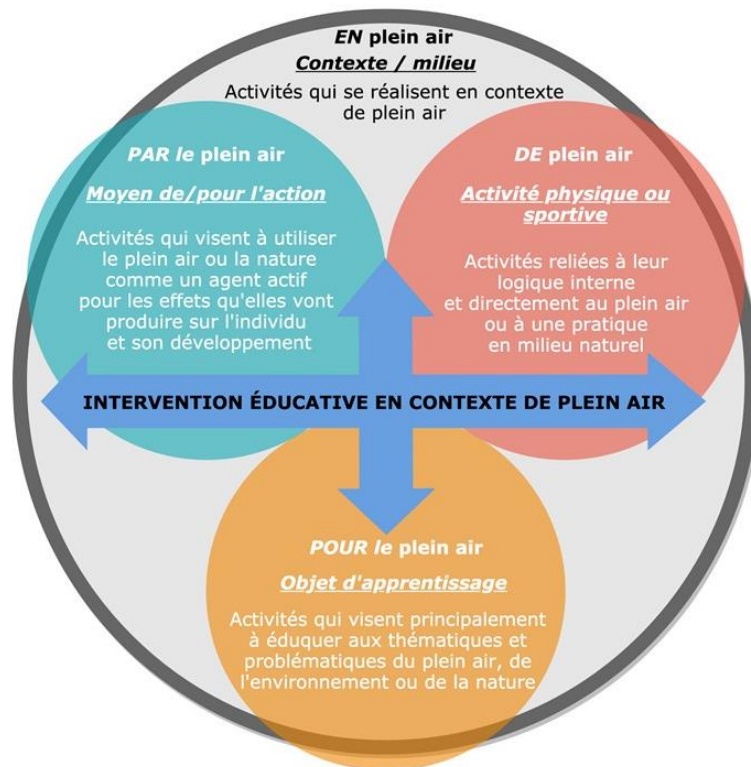 EN plein air
Contexte / milieu
Activités qui se réalisent en contexte
de plein air
PAR le plein air
Moyen de/pour l'action
Activités qui visent à utiliser
le plein air ou la nature
comme un agent actif
pour les effets qu'elles vont
produire sur l'individu
et son développement
DE plein air
Activité physique ou
sportive
Activités reliées à leur
logique interne
et directement au plein air
ou à une pratique
en milieu naturel
INTERVENTION ÉDUCATIVE EN CONTEXTE DE PLEIN AIR
POUR le plein air
Objet d'apprentissage
Activités qui visent principalement
à éduquer aux thématiques et
problématiques du plein air, de
l'environnement ou de la nature